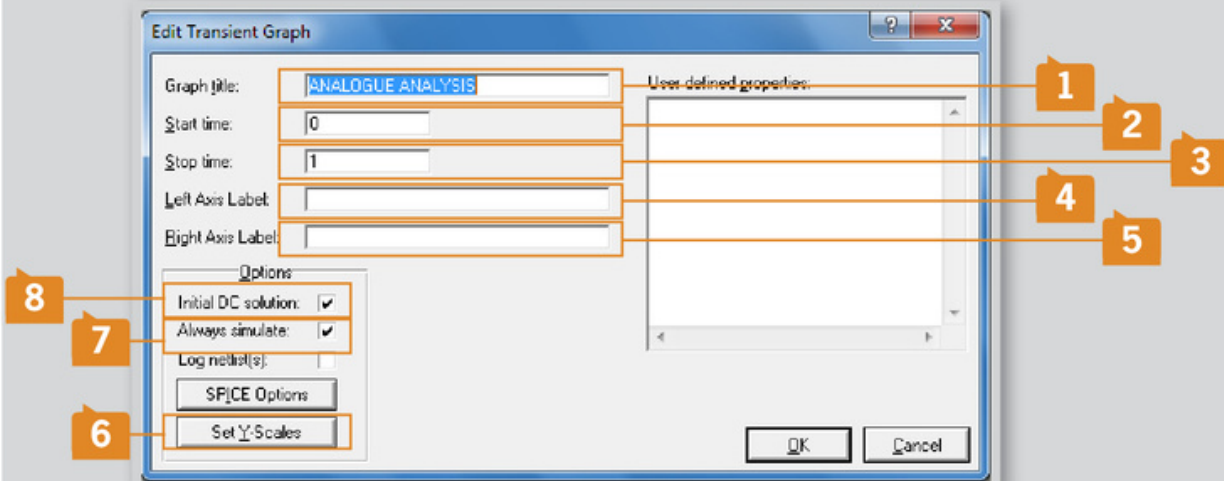 Edit Transient Graph
Graph title: ANALOGUE ANALYSIS
User defined properties:
1
Start time: 0
2
Stop time: 1
3
Left Axis Label:
4
Right Axis Label:
5
Options
8
Initial DC solution:
7
Always simulate:
Log netlist(s):
SPICE Options
6
Set Y-Scales
OK
Cancel